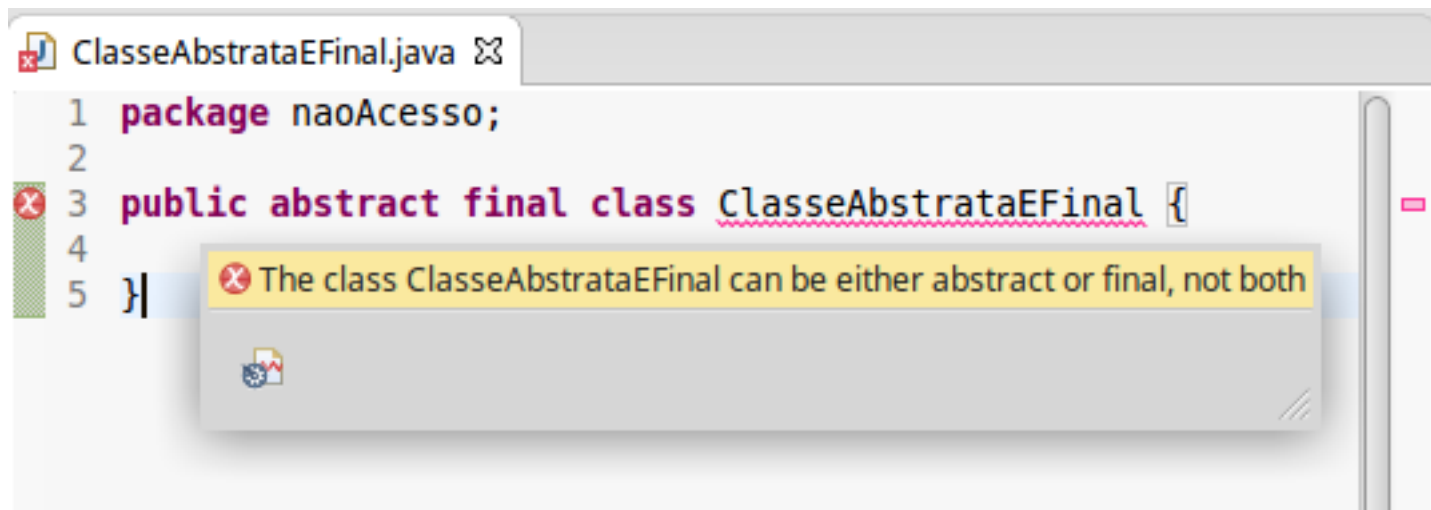 ClasseAbstrataEFinal.java
1 package naoAcesso;
2
3 public abstract final class ClasseAbstrataEFinal {
4
The class ClasseAbstrataEFinal can be either abstract or final, not both
5 }